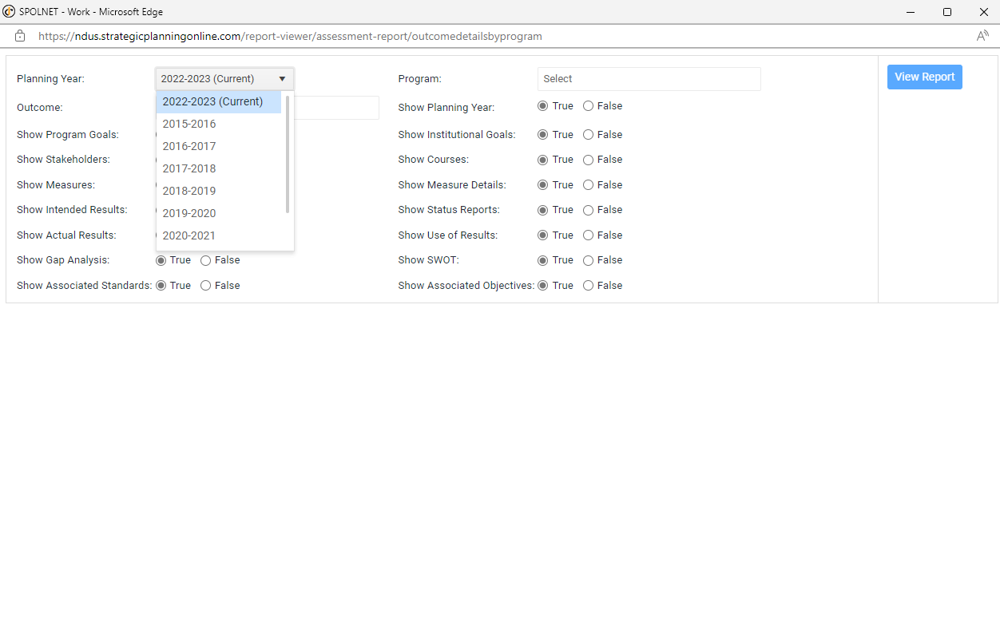 SPOLNET - Work - Microsoft Edge
https://ndus.strategicplanningonline.com/report-viewer/assessment-report/outcomedetailsbyprogram
Planning Year: 2022-2023 (Current) Program: Select View Report
Outcome: 2022-2023 (Current) Show Planning Year: True False
2015-2016
Show Program Goals: Show Institutional Goals: True False
2016-2017
Show Stakeholders: Show Courses: True False
2017-2018
Show Measures: Show Measure Details: True False
2018-2019
Show Intended Results: 2019-2020 Show Status Reports: True False
Show Actual Results: 2020-2021 Show Use of Results: True False
Show Gap Analysis: True False Show SWOT: True False
Show Associated Standards: True False Show Associated Objectives: True False